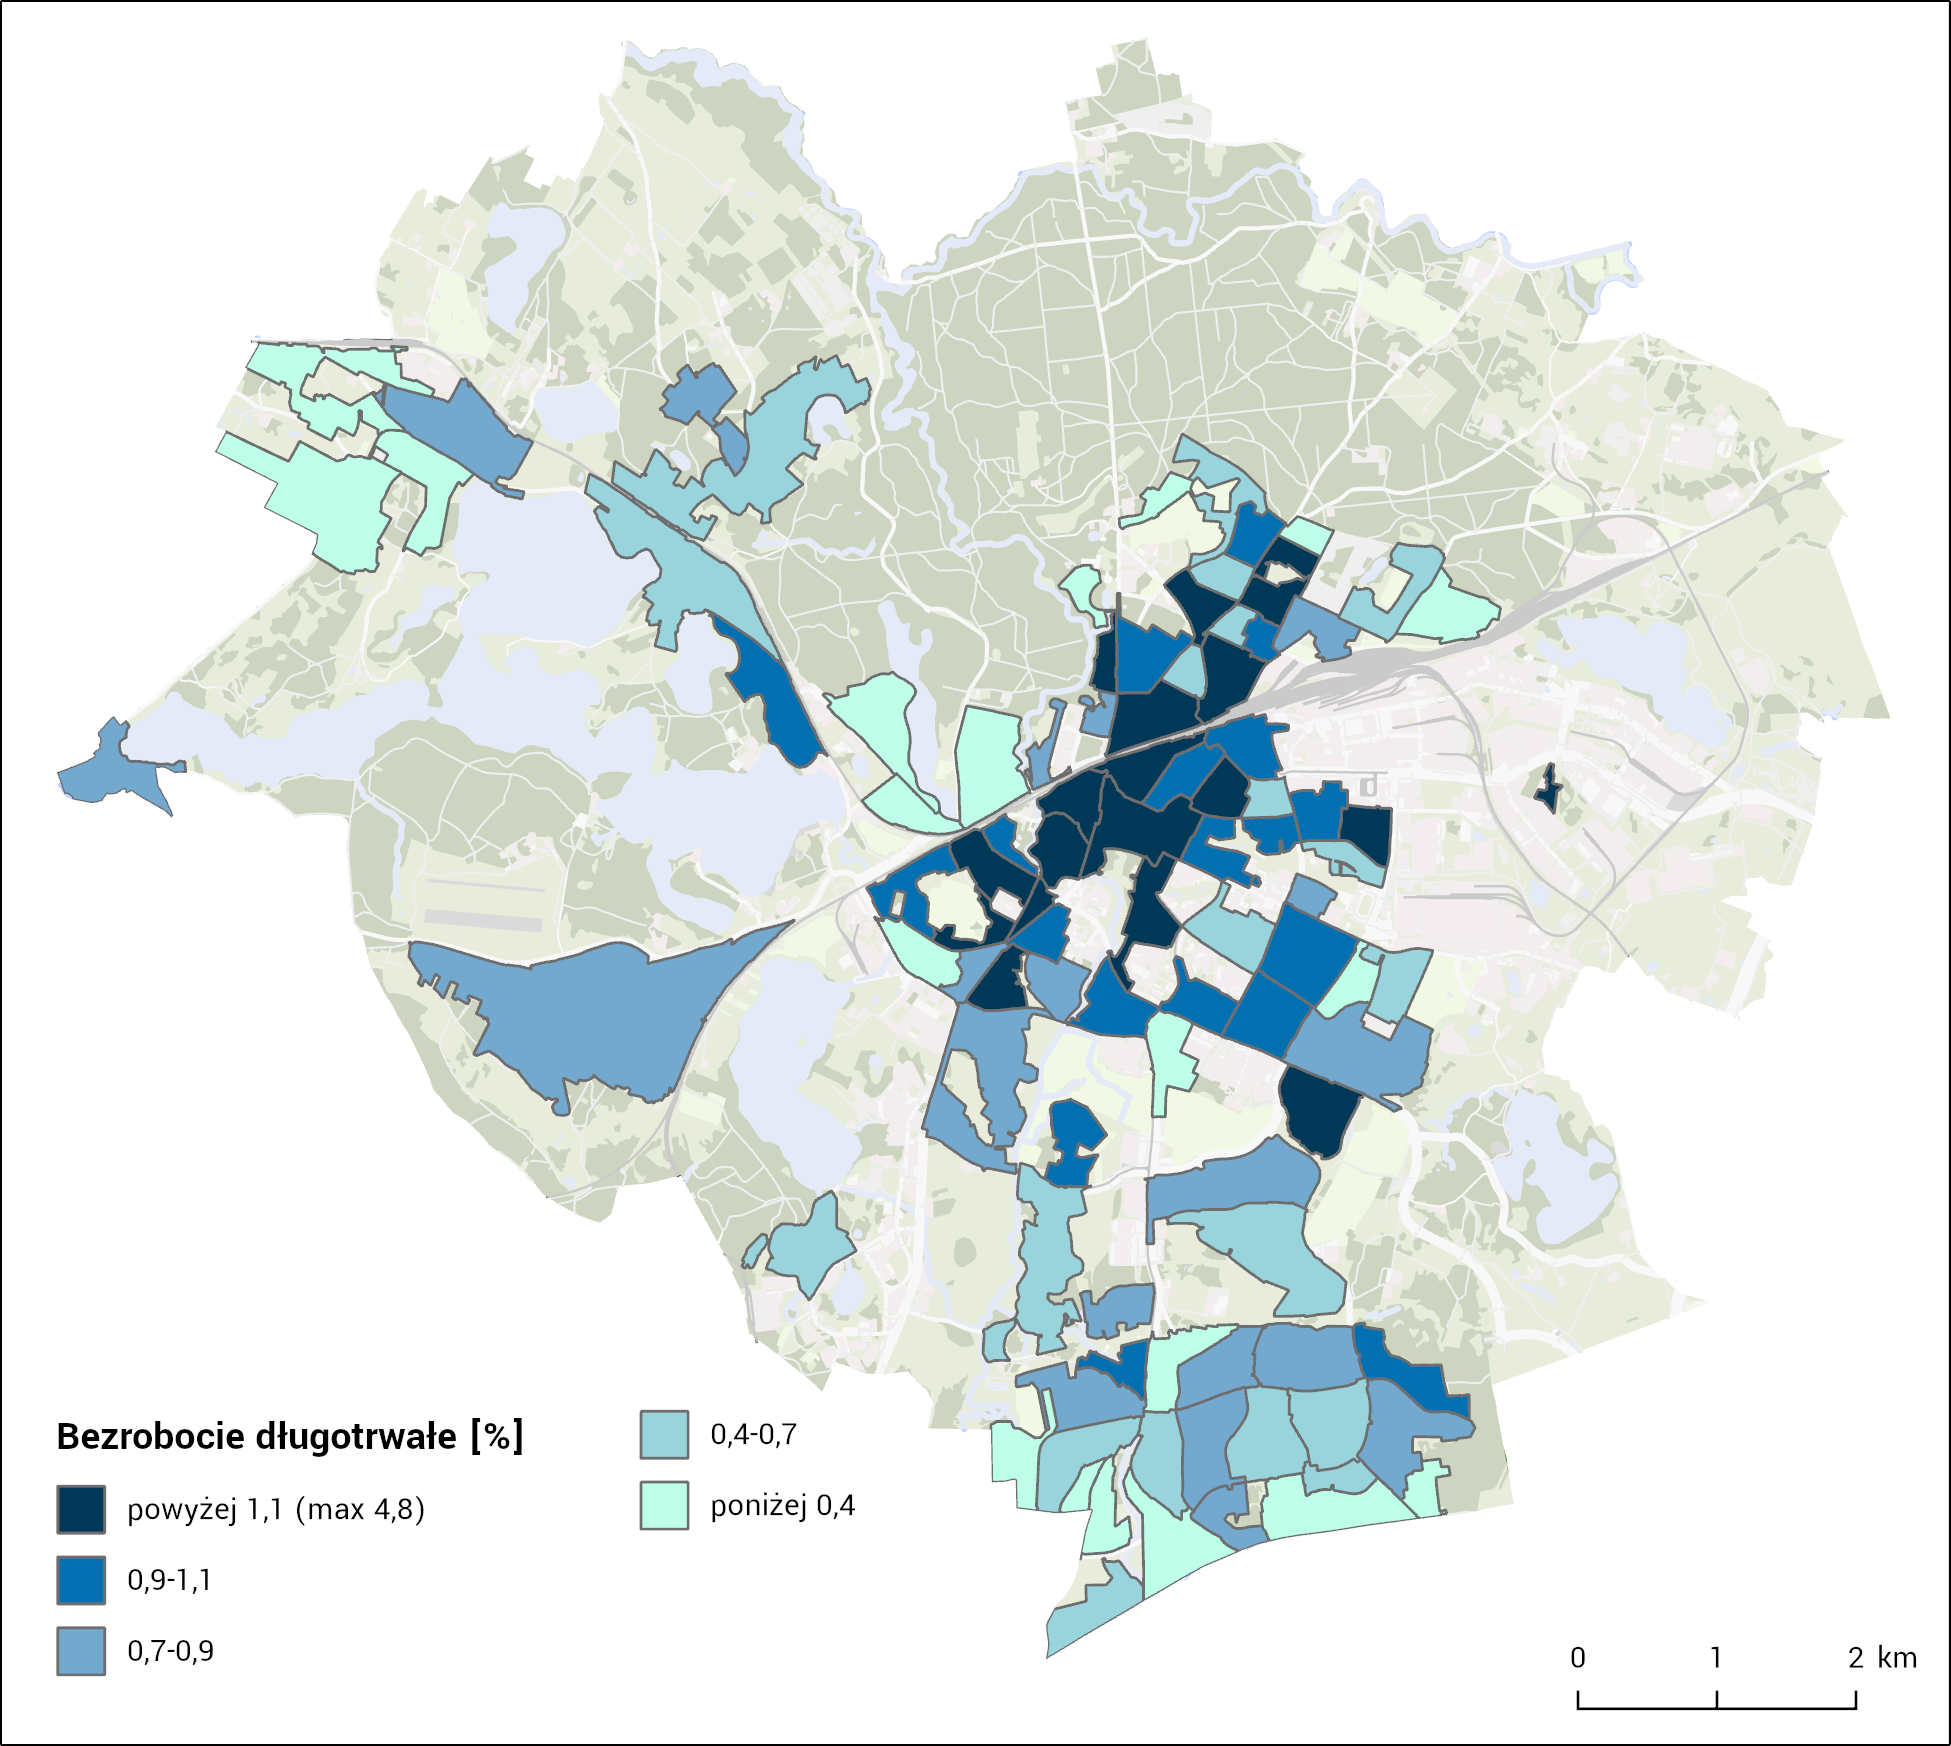 Bezrobocie długotrwałe [%]
powyżej 1,1 (max 4,8)
0,9-1,1
0,7-0,9
0,4-0,7
poniżej 0,4
0 1 2 km